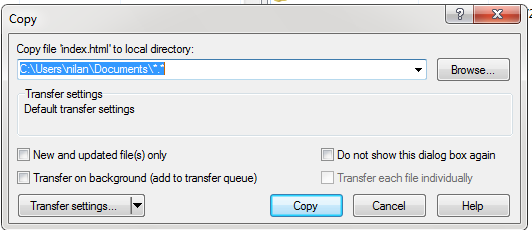 Copy
Copy file 'index.html' to local directory:
C:\Users\nilan\Documents\*.*
Browse...
Transfer settings
Default transfer settings
New and updated file(s) only
Do not show this dialog box again
Transfer on background (add to transfer queue)
Transfer each file individually
Transfer settings...
Copy
Cancel
Help